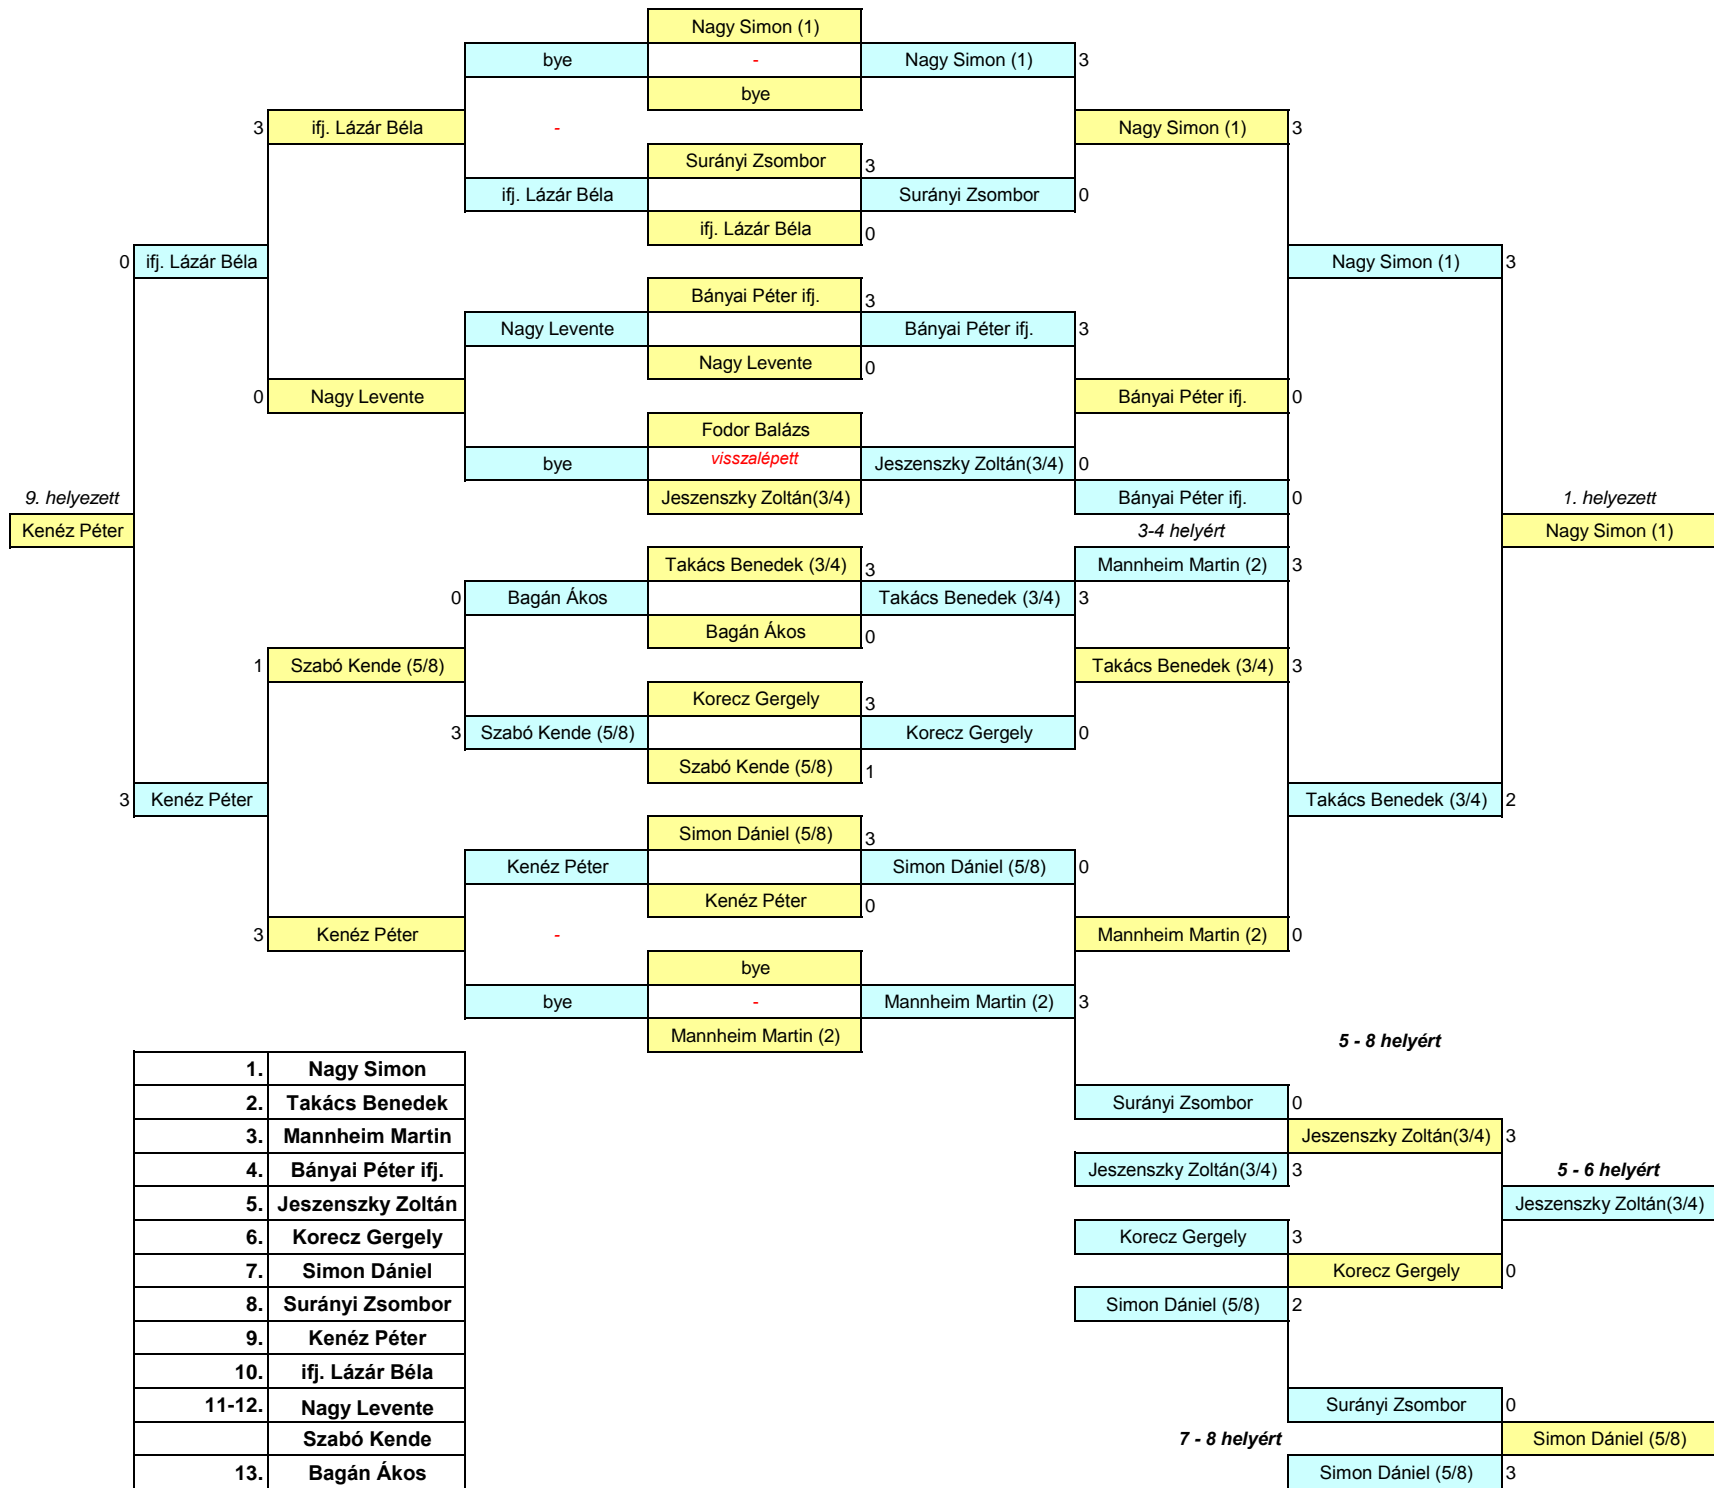 Nagy Simon (1)
bye - Nagy Simon (1) 3
bye
3 ifj. Lázár Béla - Nagy Simon (1) 3
Surányi Zsombor 3
ifj. Lázár Béla Surányi Zsombor 0
ifj. Lázár Béla 0
0 ifj. Lázár Béla Nagy Simon (1) 3
Bányai Péter ifj. 3
Nagy Levente Bányai Péter ifj. 3
Nagy Levente 0
0 Nagy Levente Bányai Péter ifj. 0
Fodor Balázs
bye visszalépett Jeszenszky Zoltán(3/4) 0
9. helyezett Jeszenszky Zoltán(3/4) Bányai Péter ifj. 0 1. helyezett
Kenéz Péter 3-4 helyért Nagy Simon (1)
Takács Benedek (3/4) 3 Mannheim Martin (2) 3
0 Bagán Ákos Takács Benedek (3/4) 3
Bagán Ákos 0
1 Szabó Kende (5/8) Takács Benedek (3/4) 3
Korecz Gergely 3
3 Szabó Kende (5/8) Korecz Gergely 0
Szabó Kende (5/8) 1
3 Kenéz Péter Takács Benedek (3/4) 2
Simon Dániel (5/8) 3
Kenéz Péter Simon Dániel (5/8) 0
Kenéz Péter 0
3 Kenéz Péter - Mannheim Martin (2) 0
bye
bye - Mannheim Martin (2) 3
Mannheim Martin (2) 5 - 8 helyért
1. Nagy Simon
2. Takács Benedek Surányi Zsombor 0
3. Mannheim Martin Jeszenszky Zoltán(3/4) 3
4. Bányai Péter ifj. Jeszenszky Zoltán(3/4) 3 5 - 6 helyért
5. Jeszenszky Zoltán Jeszenszky Zoltán(3/4)
6. Korecz Gergely Korecz Gergely 3
7. Simon Dániel Korecz Gergely 0
8. Surányi Zsombor Simon Dániel (5/8) 2
9. Kenéz Péter
10. ifj. Lázár Béla
11-12. Nagy Levente Surányi Zsombor 0
Szabó Kende 7 - 8 helyért Simon Dániel (5/8)
13. Bagán Ákos Simon Dániel (5/8) 3